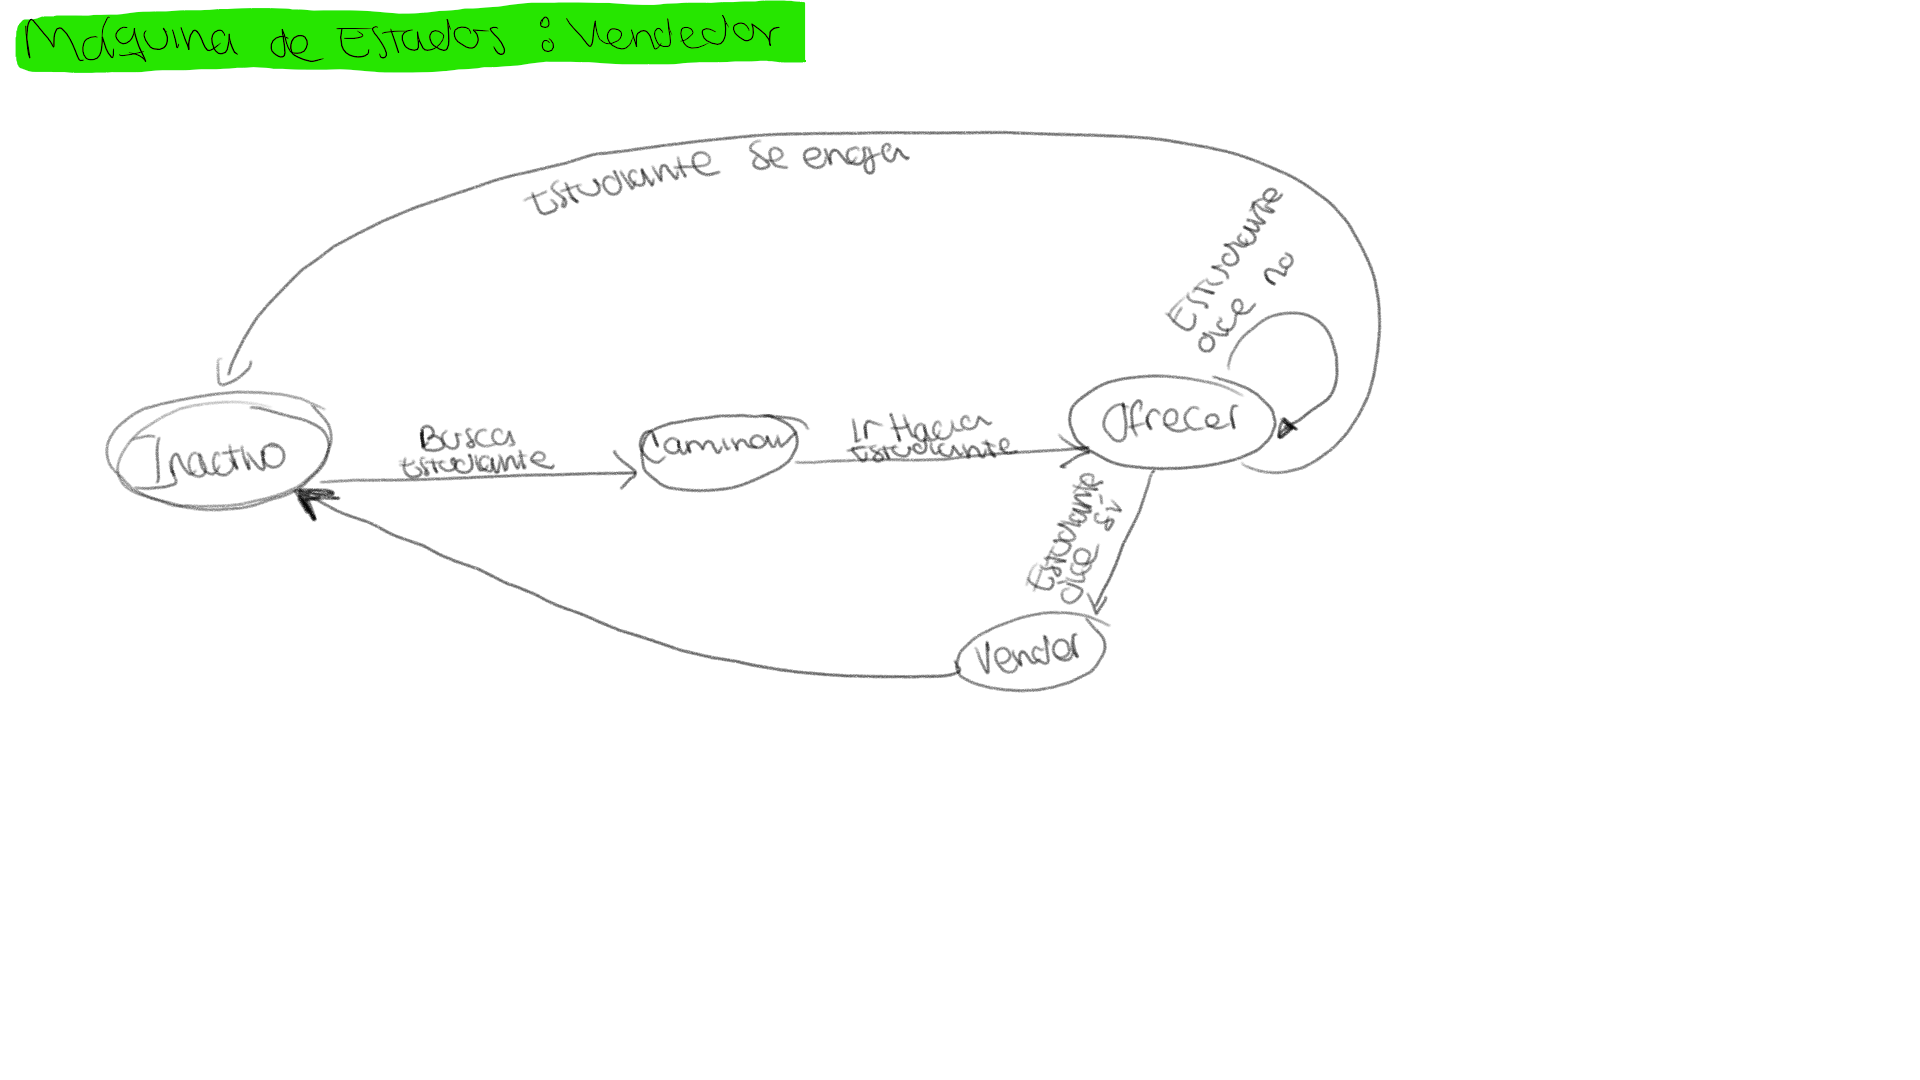 Máquina de Estados : Vendedor
Estudiante se enoja
Estudiante
dice no
Inactivo
Busca
Estudiante
Caminar
Ir Hacia
Estudiante
Ofrecer
Estudiante
dice sí
Vender